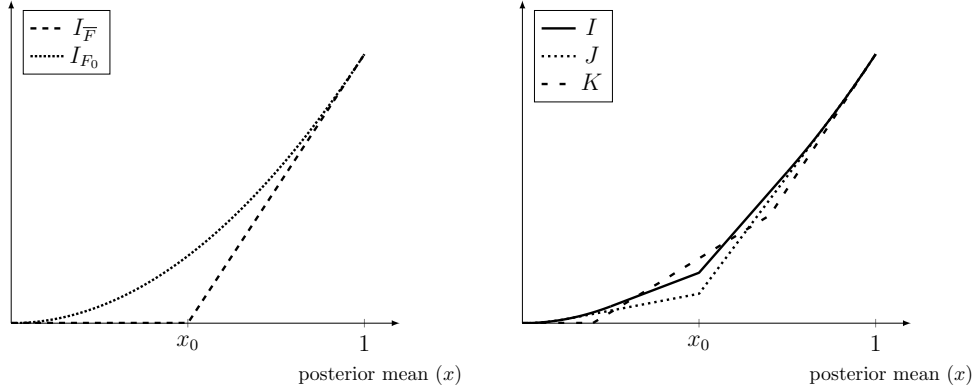 I_{\overline{F}}
I_{F_0}
x_0
1
posterior mean (x)
I
J
K
x_0
1
posterior mean (x)